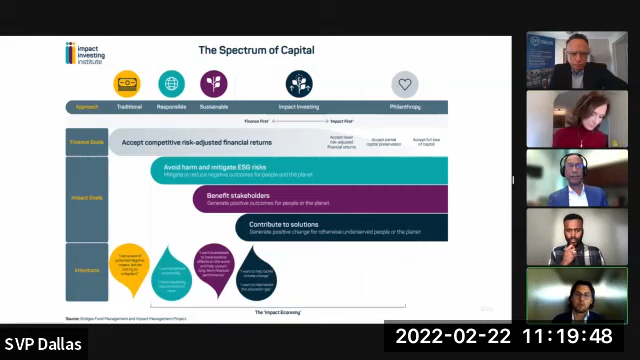 impact
investing
institute
The Spectrum of Capital
Approach
Traditional
Responsible
Sustainable
Impact Investing
Philanthropy
'Finance First'
'Impact First'
Finance Goals
Accept competitive risk-adjusted financial returns
Accept lower
risk-adjusted
financial returns
Accept partial
capital preservation
Accept full loss
of capital
Impact Goals
Avoid harm and mitigate ESG risks
Mitigate or reduce negative outcomes for people and the planet
Benefit stakeholders
Generate positive outcomes for people or the planet
Contribute to solutions
Generate positive change for otherwise underserved people or the planet
Intentions
The 'Impact Economy'
Source: Bridges Fund Management and Impact Management Project
SVP Dallas
2022-02-22 11:19:48